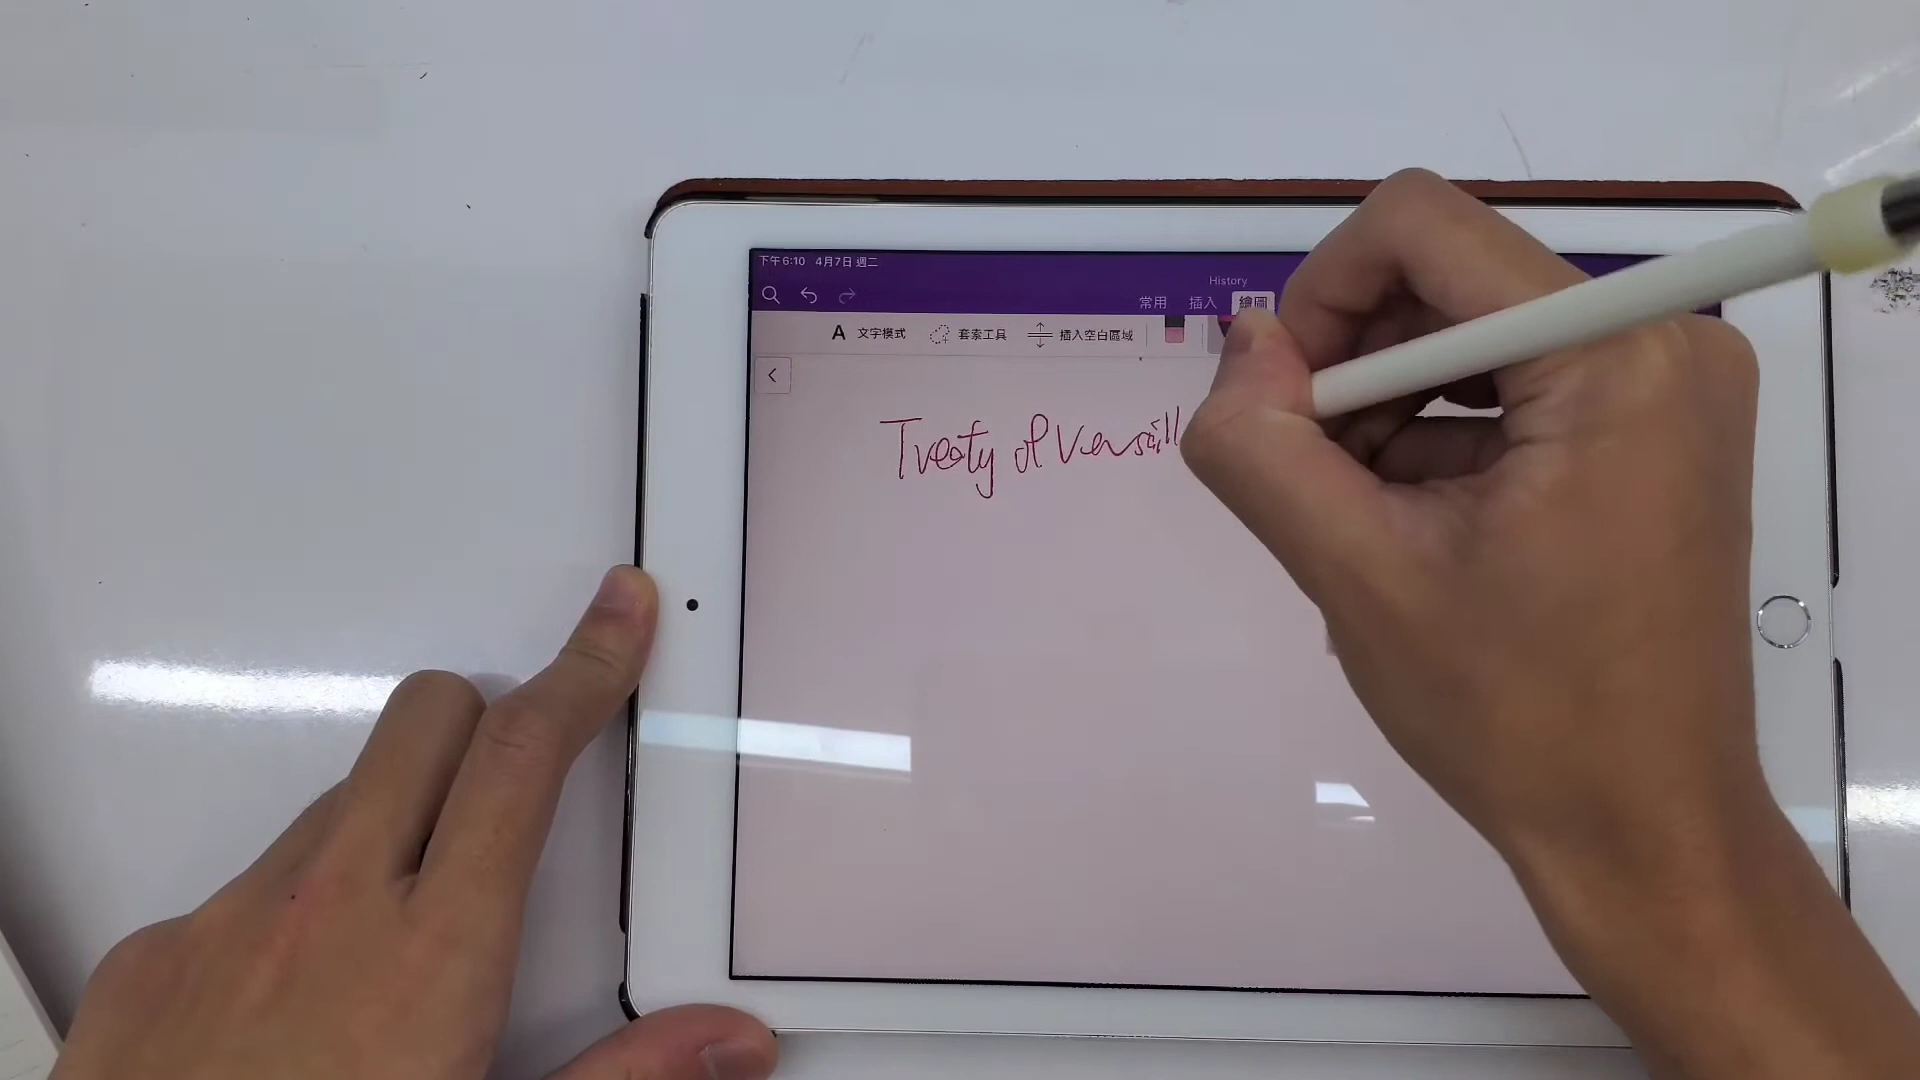 下午6:10 4月7日 週二
History
常用 插入 繪圖
A 文字模式 套索工具 插入空白區域
Treaty of Versaill